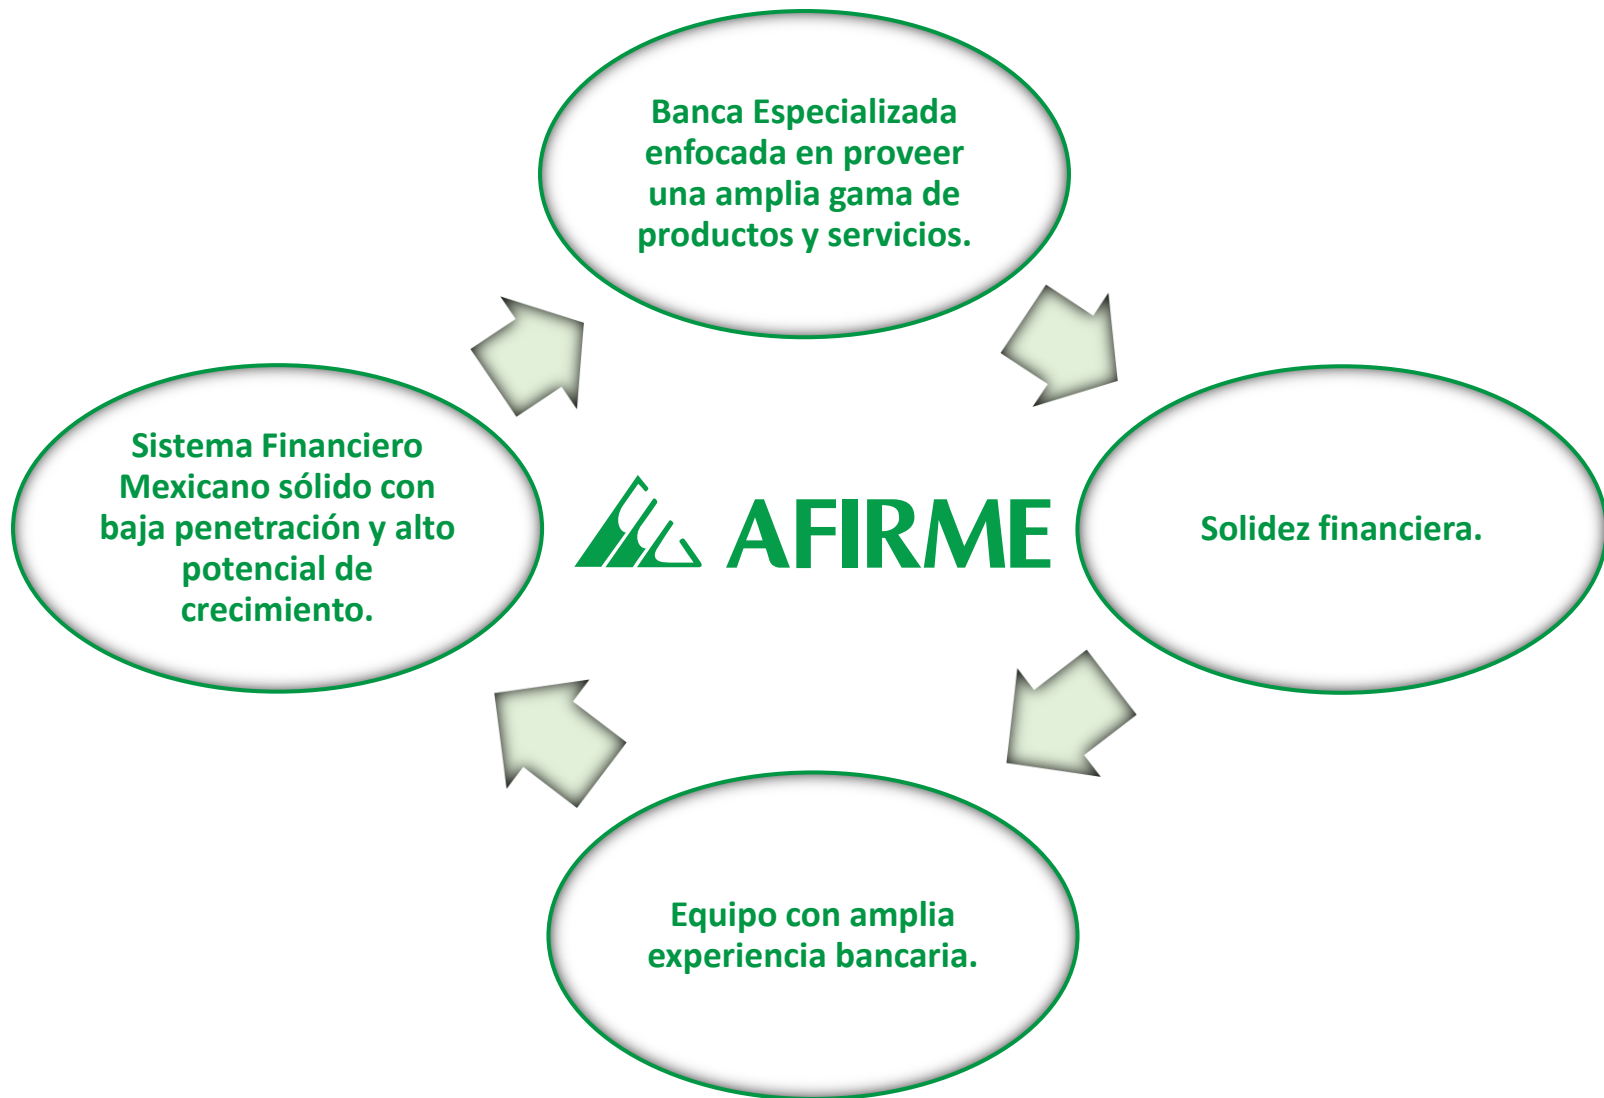 Banca Especializada
enfocada en proveer
una amplia gama de
productos y servicios.
Sistema Financiero
Mexicano sólido con
baja penetración y alto
potencial de
crecimiento.
AFIRME
Solidez financiera.
Equipo con amplia
experiencia bancaria.